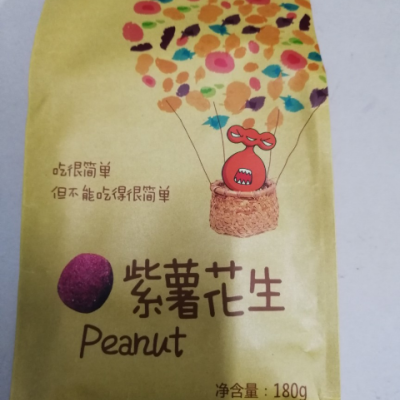 吃很简单
但不能吃得很简单
紫薯花生
Peanut
净含量：180g